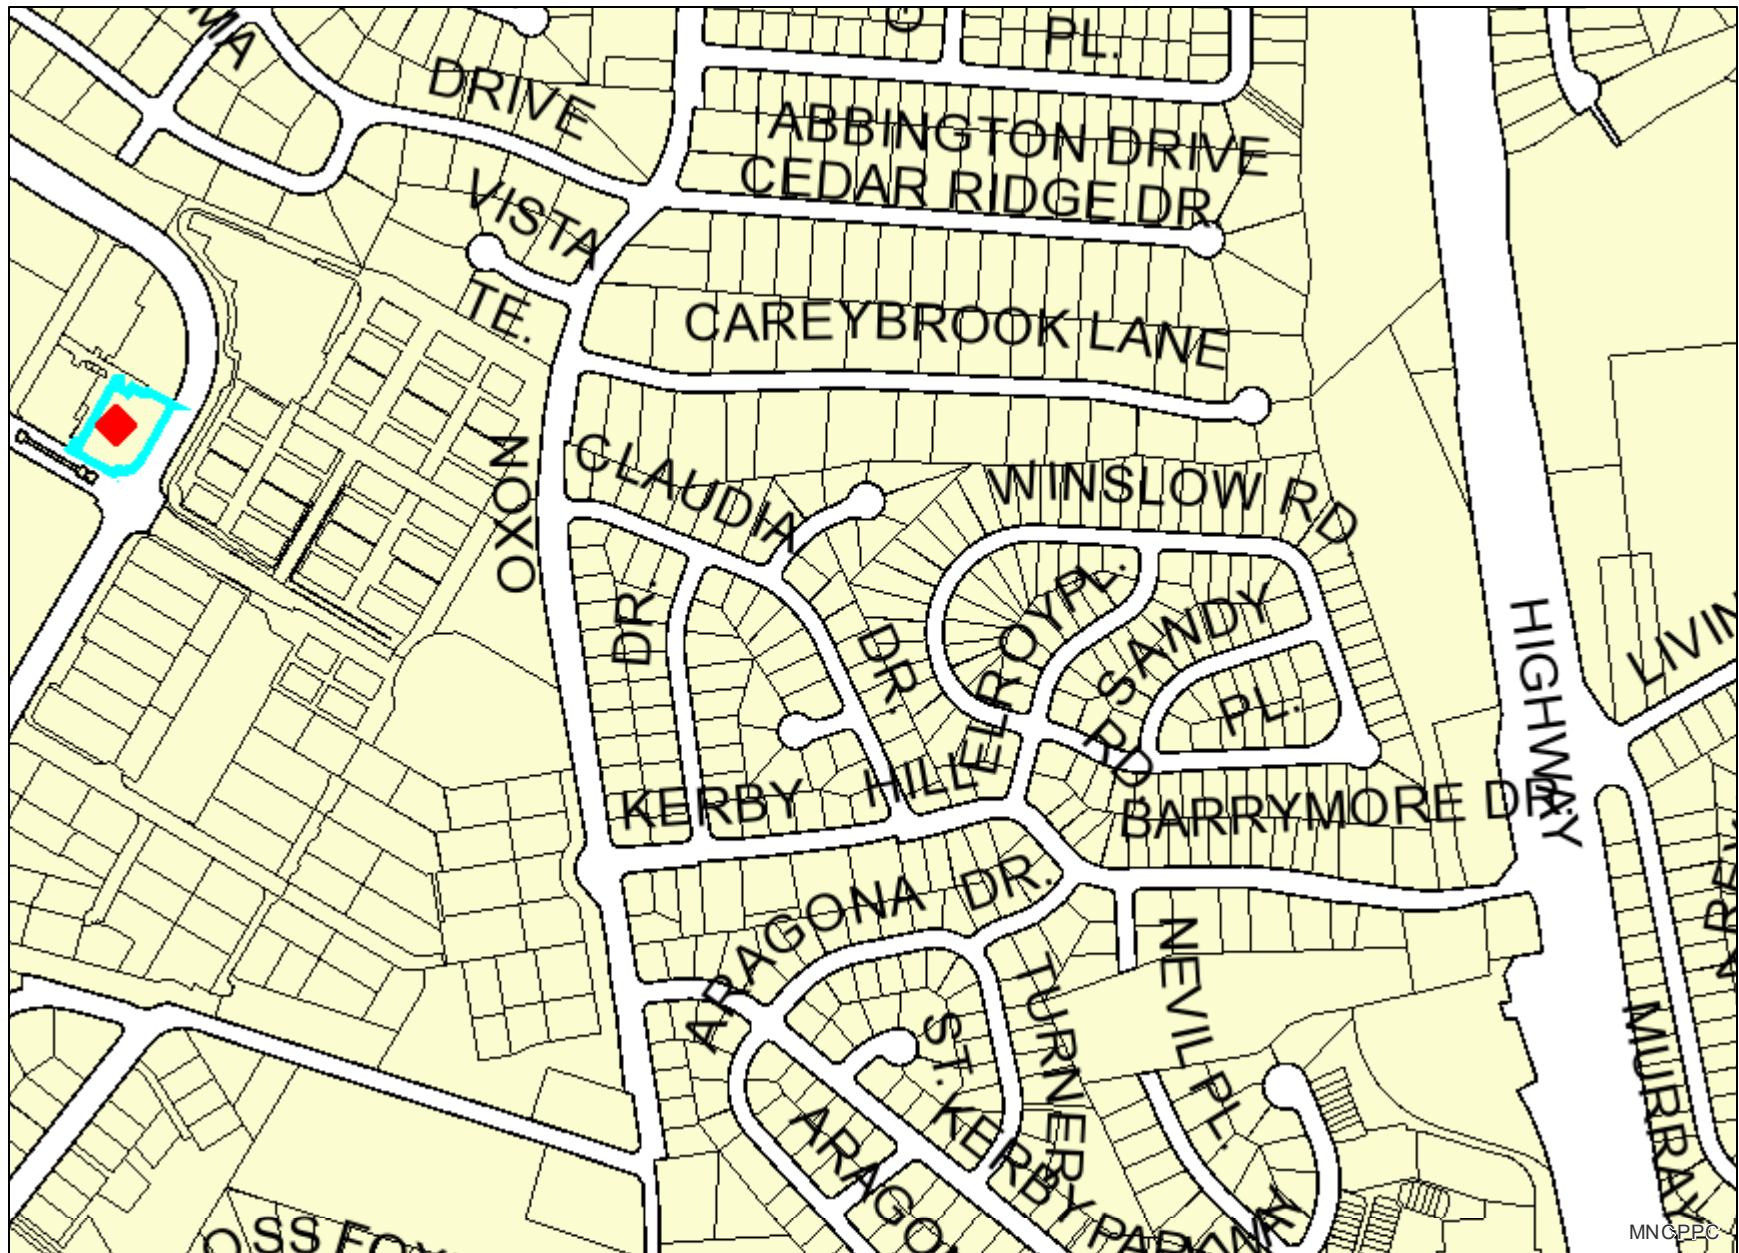 PL.
DRIVE
ABBINGTON DRIVE
CEDAR RIDGE DR.
VISTA
TE.
CAREYBROOK LANE
CLAUDIA
DR.
WINSLOW RD
OXON
DR.
ELROY PL.
SANDY
PL.
RD.
KERBY HILL
BARRYMORE DR.
HIGHWAY
ARAGONA DR.
NEVIL PL.
TURNER
ST.
KERBY PARKWAY
MURRAY
MNCPPC